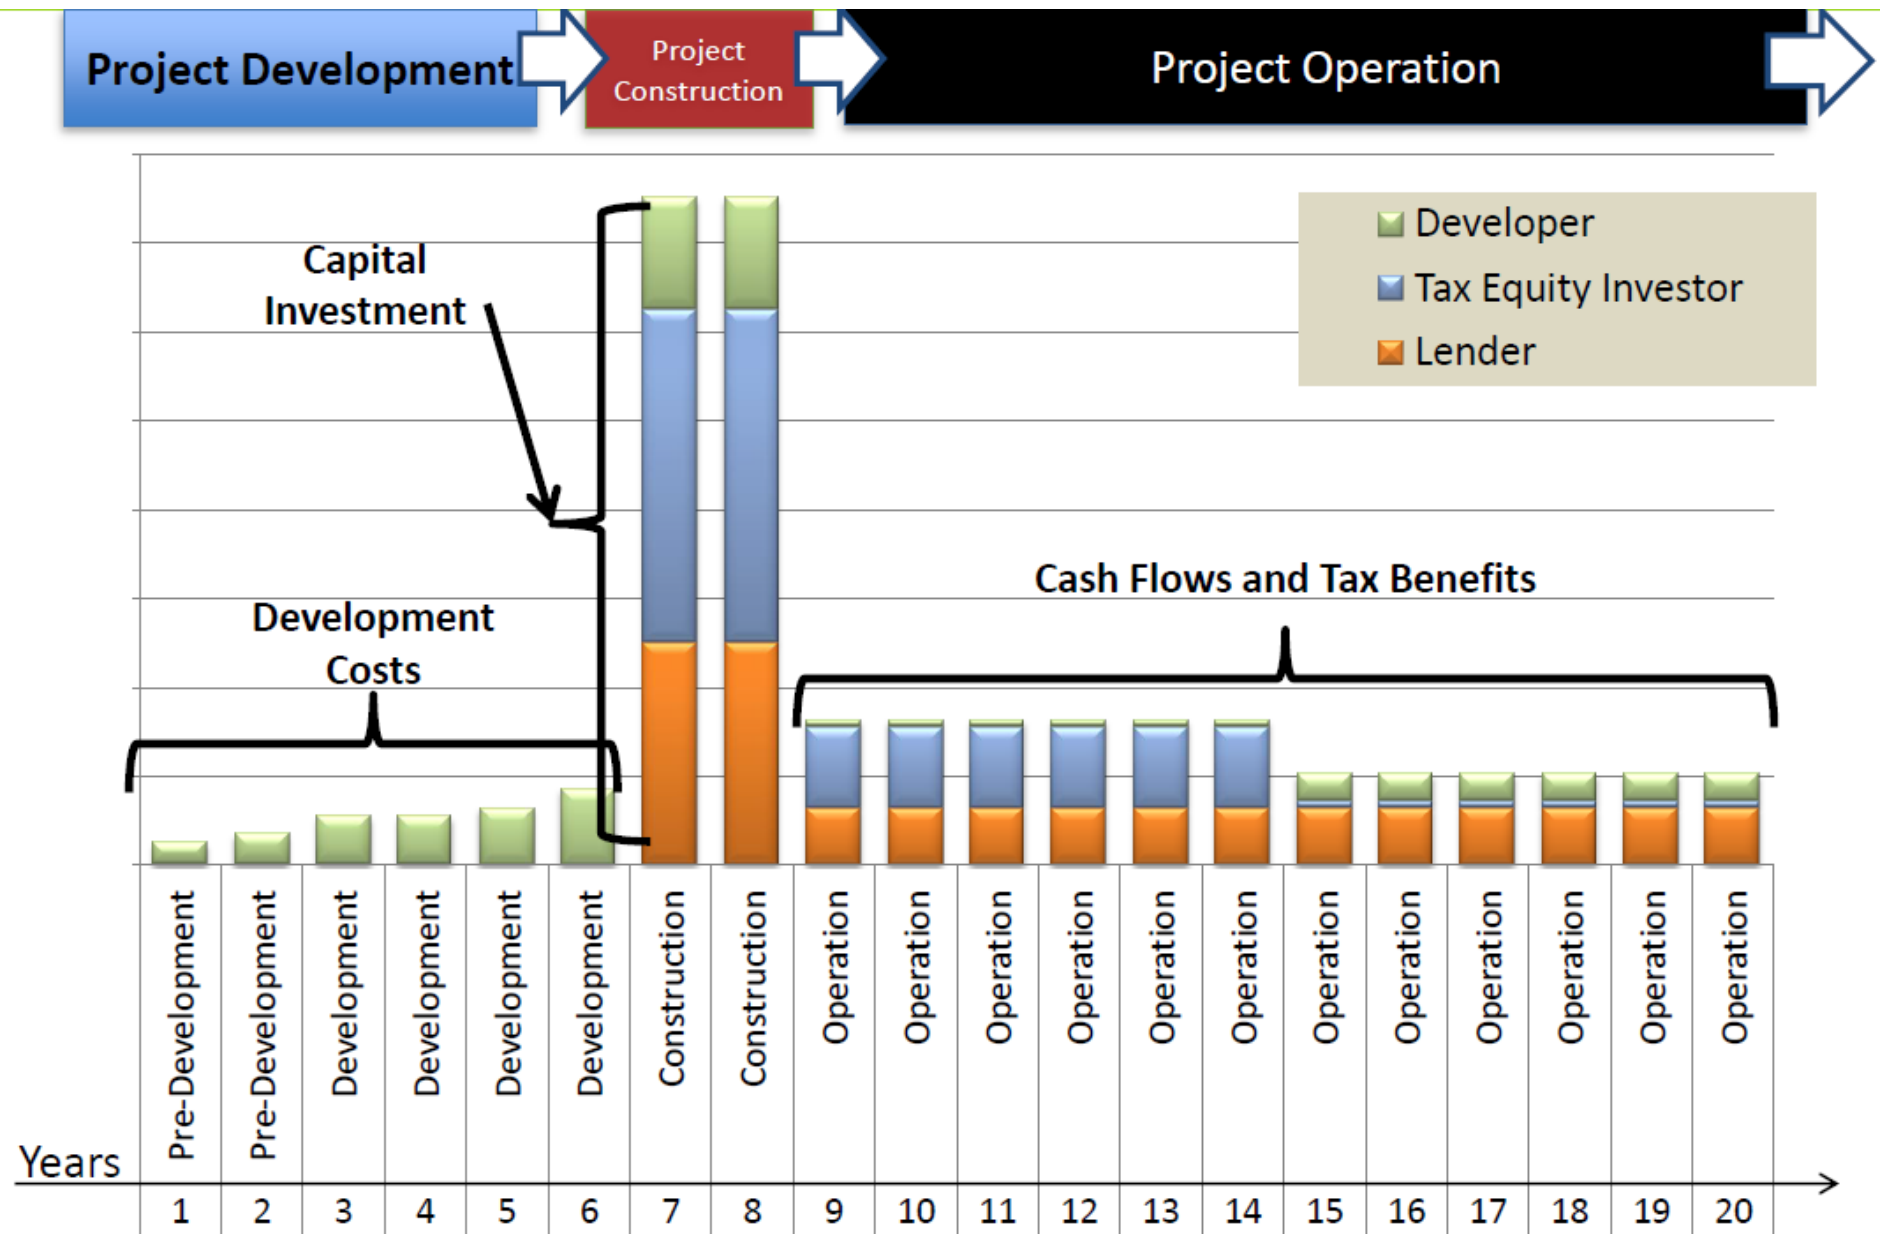 Project Development
Project
Construction
Project Operation
Developer
Tax Equity Investor
Lender
Capital
Investment
Cash Flows and Tax Benefits
Development
Costs
Pre-Development
Pre-Development
Development
Development
Development
Development
Construction
Construction
Operation
Operation
Operation
Operation
Operation
Operation
Operation
Operation
Operation
Operation
Operation
Operation
Years
1 2 3 4 5 6 7 8 9 10 11 12 13 14 15 16 17 18 19 20